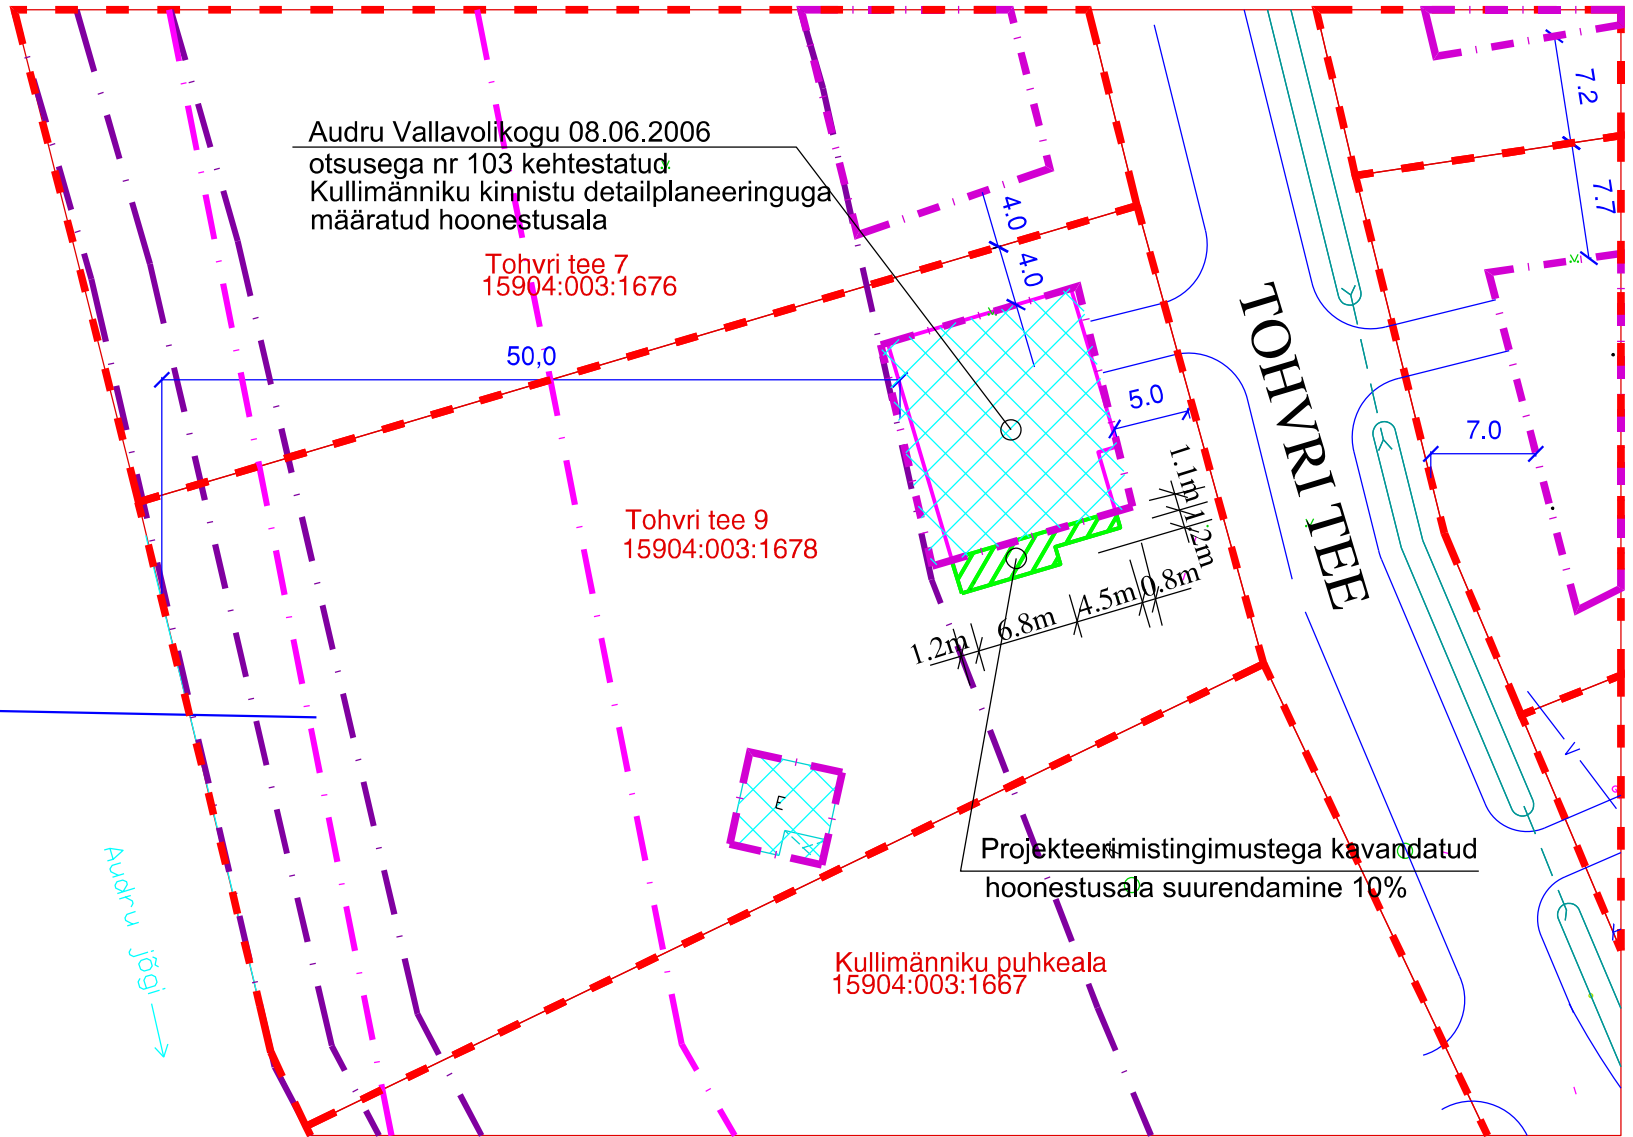 Audru Vallavolikogu 08.06.2006
otsusega nr 103 kehtestatud
Kullimänniku kinnistu detailplaneeringuga
määratud hoonestusala
Tohvri tee 7
15904:003:1676
50,0
4.0
4.0
7.2
7.7
5.0
7.0
TOHVRI TEE
Tohvri tee 9
15904:003:1678
1.1m
1.2m
1.2m
6.8m
4.5m
0.8m
E
V
Projekteerimistingimustega kavandatud
hoonestusala suurendamine 10%
Audru jõgi
Kullimänniku puhkeala
15904:003:1667